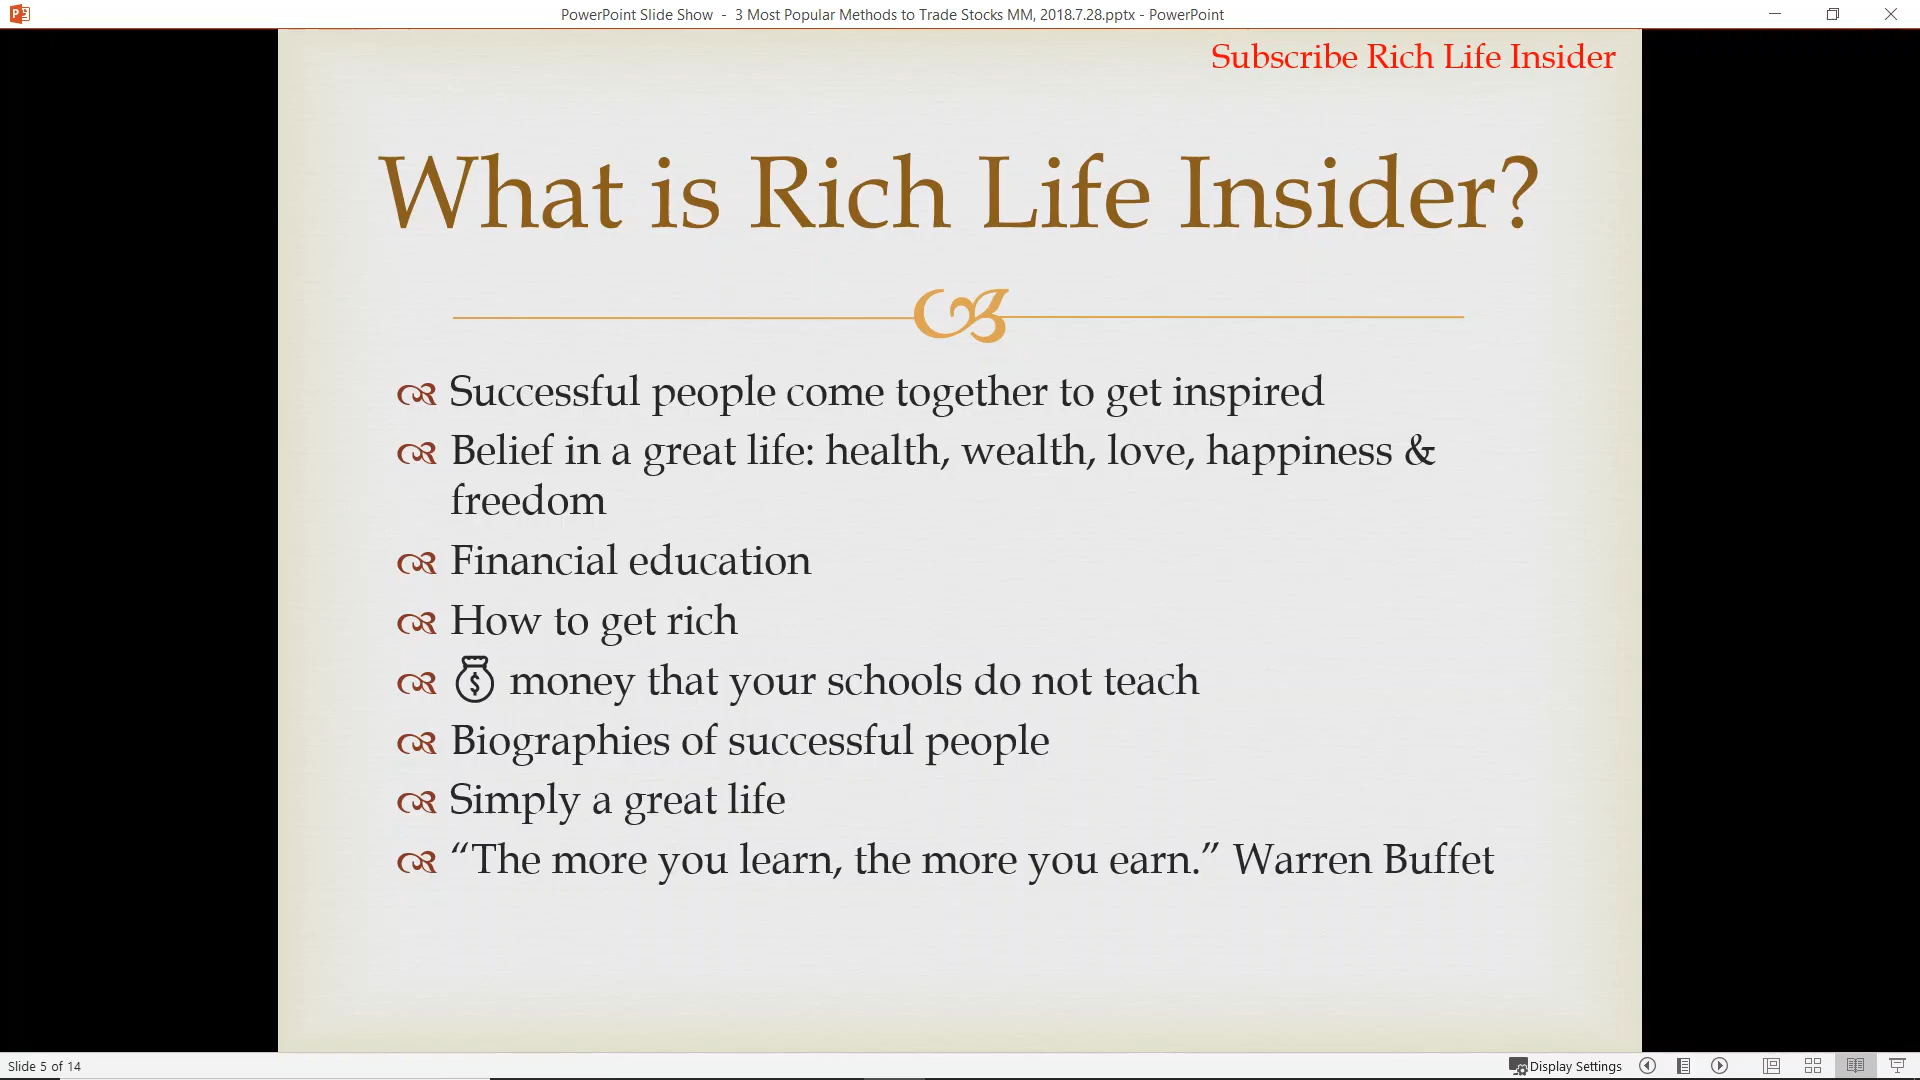 PowerPoint Slide Show - 3 Most Popular Methods to Trade Stocks MM, 2018.7.28.pptx - PowerPoint
Subscribe Rich Life Insider
What is Rich Life Insider?
Successful people come together to get inspired
Belief in a great life: health, wealth, love, happiness &
freedom
Financial education
How to get rich
money that your schools do not teach
Biographies of successful people
Simply a great life
“The more you learn, the more you earn.” Warren Buffet
Slide 5 of 14
Display Settings